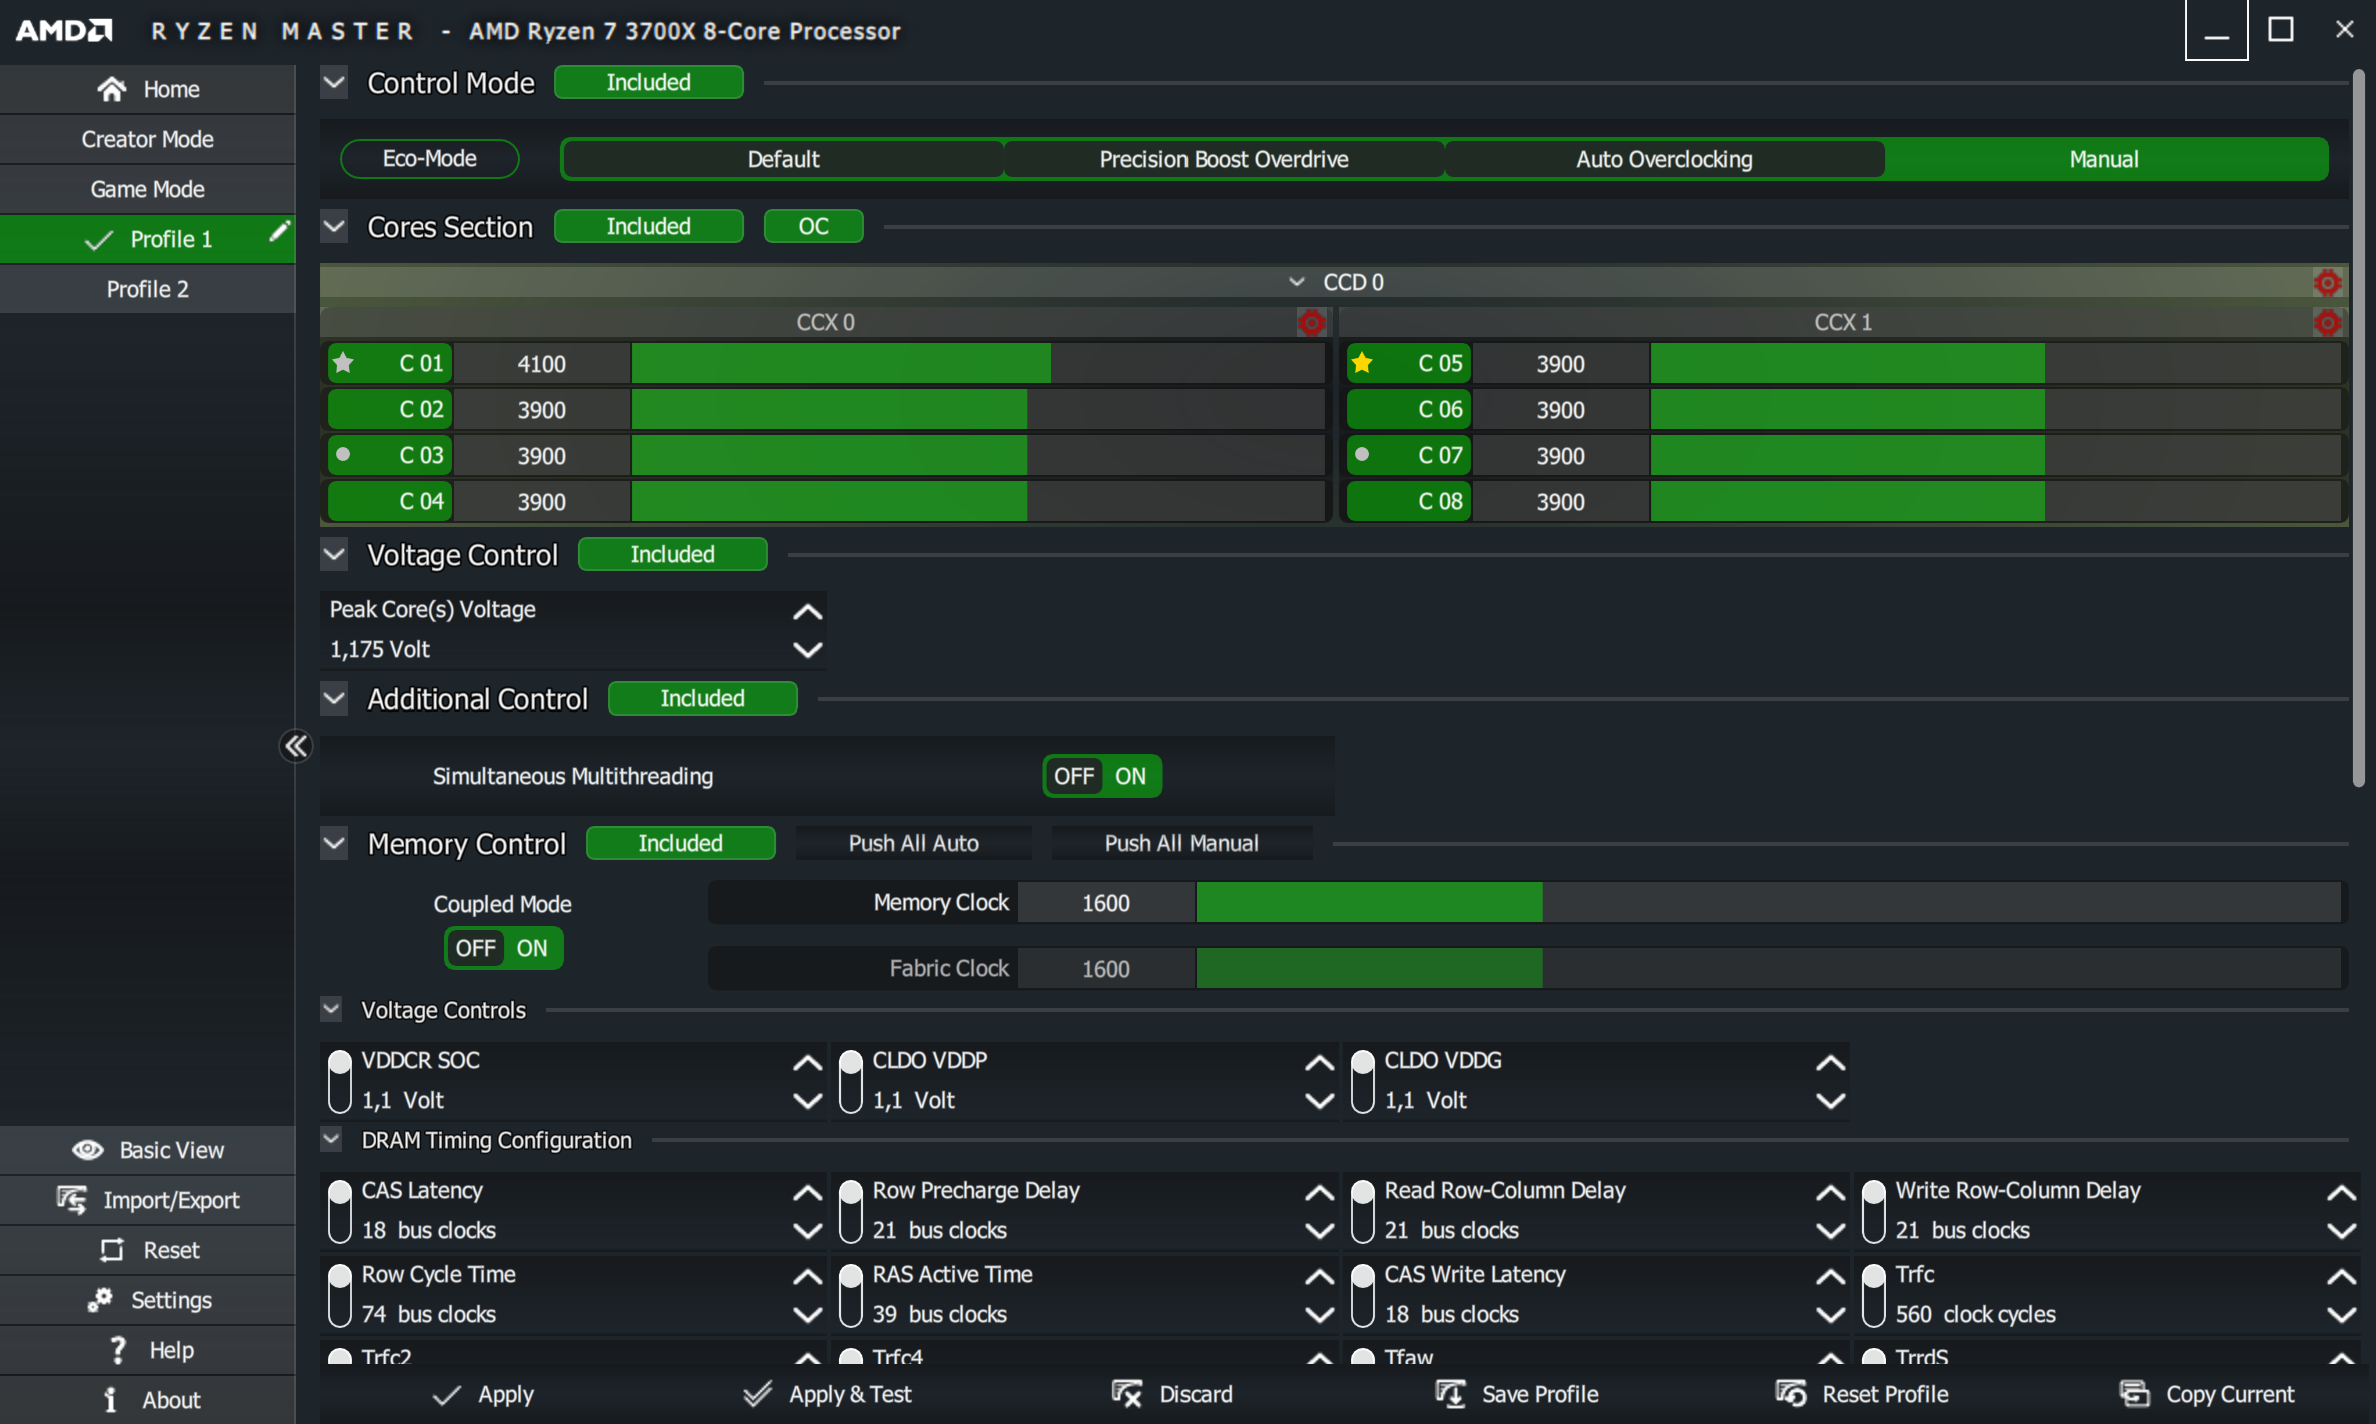 AMD RYZEN MASTER - AMD Ryzen 7 3700X 8-Core Processor
Home
Creator Mode
Game Mode
Profile 1
Profile 2
Control Mode Included
Eco-Mode Default Precision Boost Overdrive Auto Overclocking Manual
Cores Section Included OC
CCD 0
CCX 0 CCX 1
C 01 4100 C 05 3900
C 02 3900 C 06 3900
C 03 3900 C 07 3900
C 04 3900 C 08 3900
Voltage Control Included
Peak Core(s) Voltage
1,175 Volt
Additional Control Included
Simultaneous Multithreading OFF ON
Memory Control Included Push All Auto Push All Manual
Coupled Mode
OFF ON
Memory Clock 1600
Fabric Clock 1600
Voltage Controls
VDDCR SOC CLDO VDDP CLDO VDDG
1,1 Volt 1,1 Volt 1,1 Volt
DRAM Timing Configuration
CAS Latency Row Precharge Delay Read Row-Column Delay Write Row-Column Delay
18 bus clocks 21 bus clocks 21 bus clocks 21 bus clocks
Row Cycle Time RAS Active Time CAS Write Latency Trfc
74 bus clocks 39 bus clocks 18 bus clocks 560 clock cycles
Trfc2 Trfc4 Tfaw TrrdS
Basic View
Import/Export
Reset
Settings
Help
About
Apply Apply & Test Discard Save Profile Reset Profile Copy Current